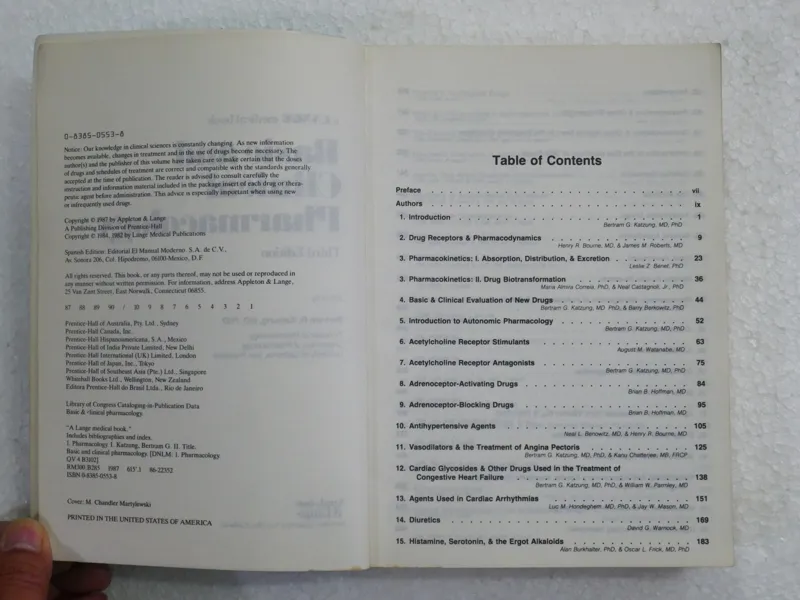 0-8385-0553-8
Notice: Our knowledge in clinical sciences is constantly changing. As new information
becomes available, changes in treatment and in the use of drugs become necessary. The
author(s) and the publisher of this volume have taken care to make certain that the doses
of drugs and schedules of treatment are correct and compatible with the standards generally
accepted at the time of publication. The reader is advised to consult carefully the
instruction and information material included in the package insert of each drug or thera-
peutic agent before administration. This advice is especially important when using new
or infrequently used drugs.
Copyright © 1987 by Appleton & Lange
A Publishing Division of Prentice-Hall
Copyright © 1984, 1982 by Lange Medical Publications
Spanish Edition: Editorial El Manual Moderno, S.A. de C.V.,
Av. Sonora 206, Col. Hipodromo, 06100-Mexico, D.F.
All rights reserved. This book, or any parts thereof, may not be used or reproduced in
any manner without written permission. For information, address Appleton & Lange,
25 Van Zant Street, East Norwalk, Connecticut 06855.
87 88 89 90 / 10 9 8 7 6 5 4 3 2 1
Prentice-Hall of Australia, Pty. Ltd., Sydney
Prentice-Hall Canada, Inc.
Prentice-Hall Hispanoamericana, S.A., Mexico
Prentice-Hall of India Private Limited, New Delhi
Prentice-Hall International (UK) Limited, London
Prentice-Hall of Japan, Inc., Tokyo
Prentice-Hall of Southeast Asia (Pte.) Ltd., Singapore
Whitehall Books Ltd., Wellington, New Zealand
Editora Prentice-Hall do Brasil Ltda., Rio de Janeiro
Library of Congress Cataloging-in-Publication Data
Basic & clinical pharmacology.
"A Lange medical book."
Includes bibliographies and index.
1. Pharmacology I. Katzung, Bertram G. II. Title.
Basic and clinical pharmacology. [DNLM: 1. Pharmacology
QV 4 B3102]
RM300.B285 1987 615'.1 86-22352
ISBN 0-8385-0553-8
Cover: M. Chandler Martylewski
PRINTED IN THE UNITED STATES OF AMERICA
Table of Contents
Preface vii
Authors ix
1. Introduction 1
Bertram G. Katzung, MD, PhD
2. Drug Receptors & Pharmacodynamics 9
Henry R. Bourne, MD, & James M. Roberts, MD
3. Pharmacokinetics: I. Absorption, Distribution, & Excretion 23
Leslie Z. Benet, PhD
3. Pharmacokinetics: II. Drug Biotransformation 36
Maria Almira Correia, PhD, & Neal Castagnoli, Jr., PhD
4. Basic & Clinical Evaluation of New Drugs 44
Bertram G. Katzung, MD, PhD, & Barry Berkowitz, PhD
5. Introduction to Autonomic Pharmacology 52
Bertram G. Katzung, MD, PhD
6. Acetylcholine Receptor Stimulants 63
August M. Watanabe, MD
7. Acetylcholine Receptor Antagonists 75
Bertram G. Katzung, MD, PhD
8. Adrenoceptor-Activating Drugs 84
Brian B. Hoffman, MD
9. Adrenoceptor-Blocking Drugs 95
Brian B. Hoffman, MD
10. Antihypertensive Agents 105
Neal L. Benowitz, MD, & Henry R. Bourne, MD
11. Vasodilators & the Treatment of Angina Pectoris 125
Bertram G. Katzung, MD, PhD, & Kanu Chatterjee, MB, FRCP
12. Cardiac Glycosides & Other Drugs Used in the Treatment of
Congestive Heart Failure 138
Bertram G. Katzung, MD, PhD, & William W. Parmley, MD
13. Agents Used in Cardiac Arrhythmias 151
Luc M. Hondeghem, MD, PhD, & Jay W. Mason, MD
14. Diuretics 169
David G. Warnock, MD
15. Histamine, Serotonin, & the Ergot Alkaloids 183
Alan Burkhalter, PhD, & Oscar L. Frick, MD, PhD